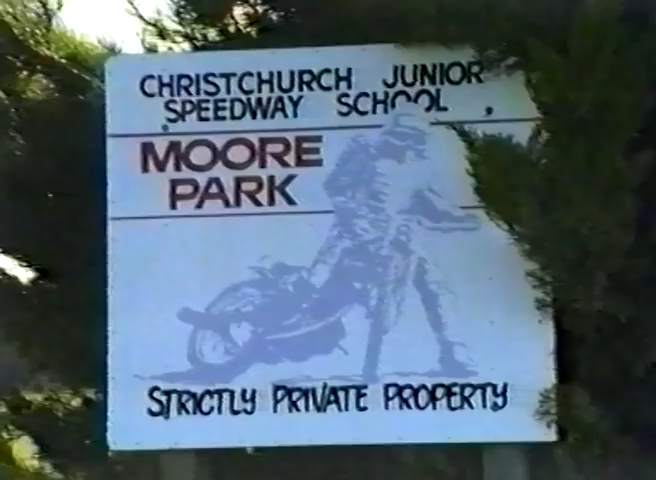 CHRISTCHURCH JUNIOR
SPEEDWAY SCHOOL
MOORE
PARK
STRICTLY PRIVATE PROPERTY